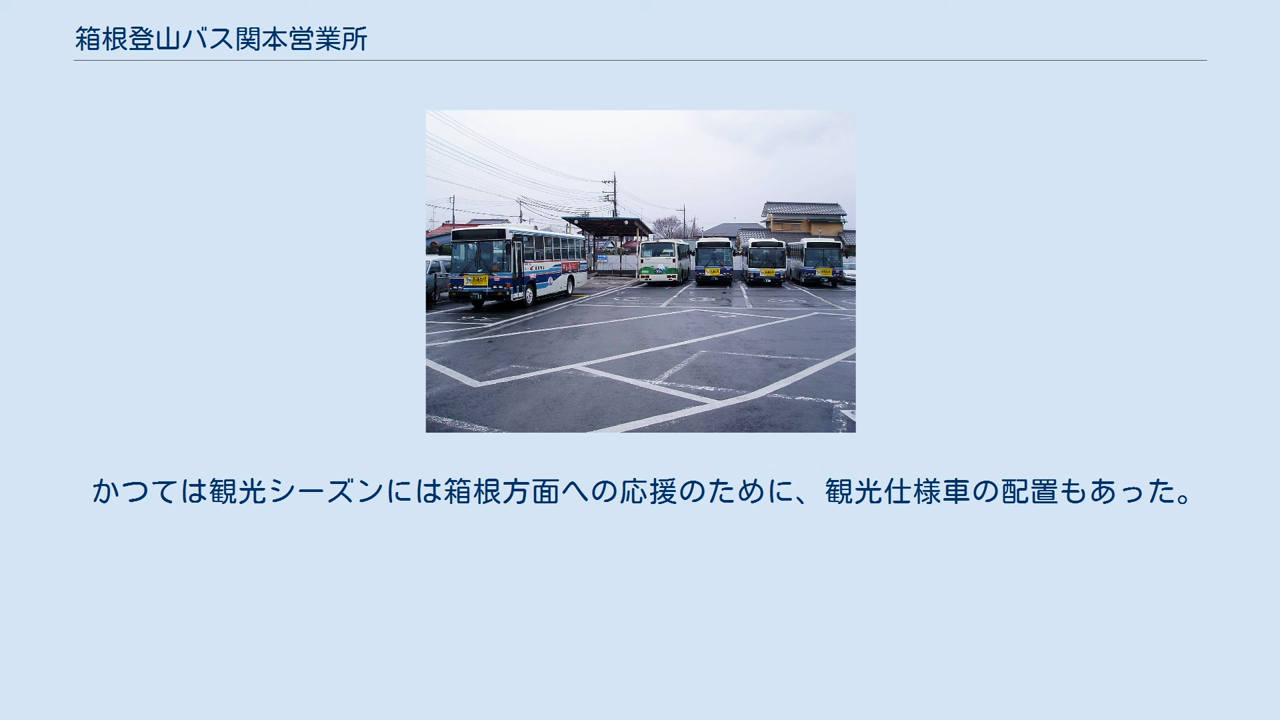 箱根登山バス関本営業所
かつては観光シーズンには箱根方面への応援のために、観光仕様車の配置もあった。